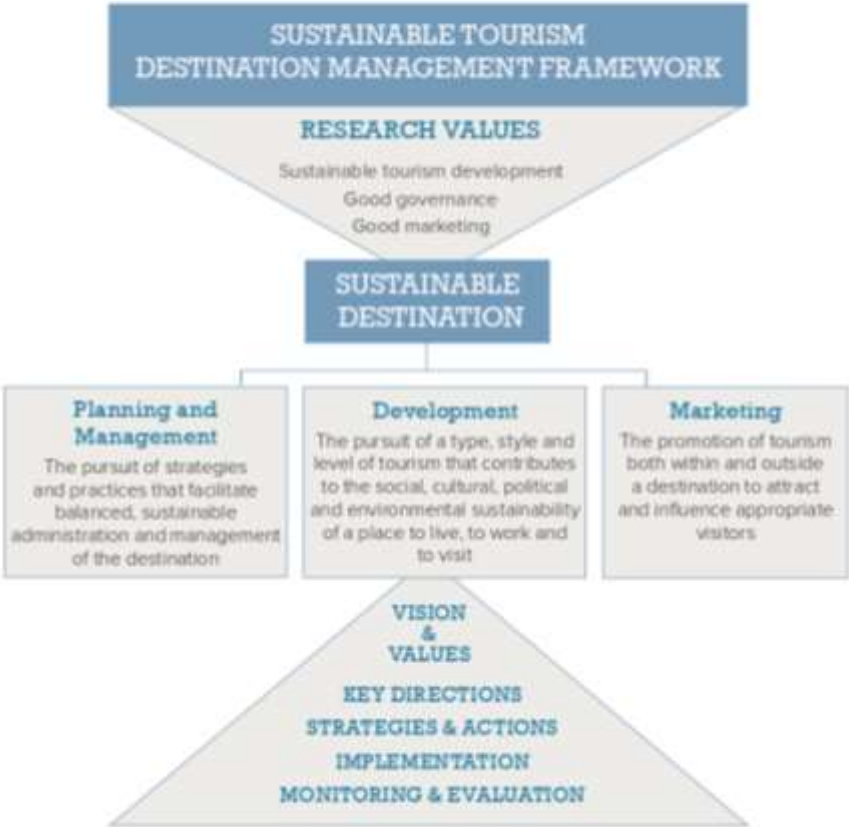 SUSTAINABLE TOURISM
DESTINATION MANAGEMENT FRAMEWORK
RESEARCH VALUES
Sustainable tourism development
Good governance
Good marketing
SUSTAINABLE
DESTINATION
Planning and
Management
The pursuit of strategies
and practices that facilitate
balanced, sustainable
administration and management
of the destination
Development
The pursuit of a type, style and
level of tourism that contributes
to the social, cultural, political
and environmental sustainability
of a place to live, to work and
to visit
Marketing
The promotion of tourism
both within and outside
a destination to attract
and influence appropriate
visitors
VISION
&
VALUES
KEY DIRECTIONS
STRATEGIES & ACTIONS
IMPLEMENTATION
MONITORING & EVALUATION